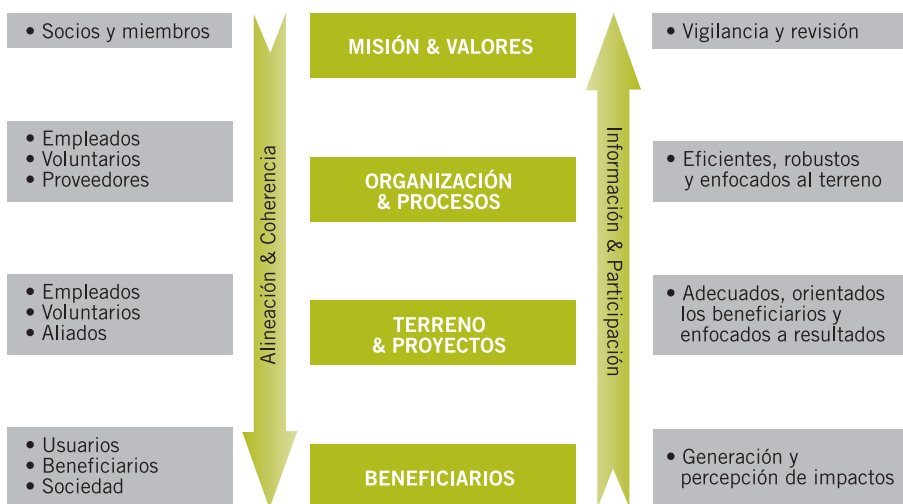 • Socios y miembros
MISIÓN & VALORES
• Vigilancia y revisión
• Empleados
• Voluntarios
• Proveedores
ORGANIZACIÓN
& PROCESOS
• Eficientes, robustos
y enfocados al terreno
• Empleados
• Voluntarios
• Aliados
TERRENO
& PROYECTOS
• Adecuados, orientados
los beneficiarios y
enfocados a resultados
• Usuarios
• Beneficiarios
• Sociedad
BENEFICIARIOS
• Generación y
percepción de impactos
Alineación & Coherencia
Información & Participación